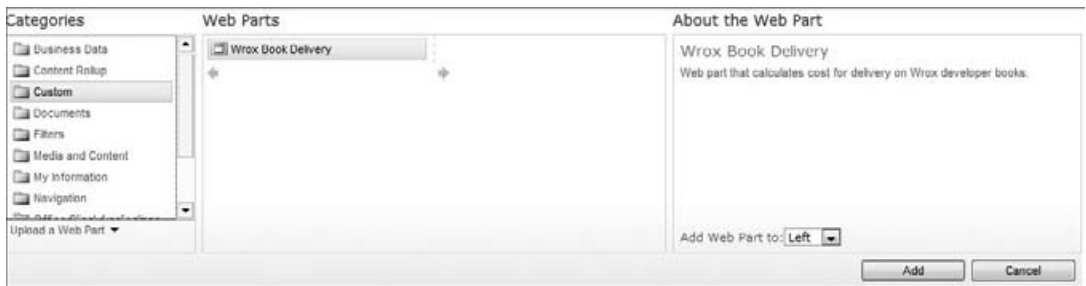 Categories
Business Data
Content Rollup
Custom
Documents
Filters
Media and Content
My Information
Navigation
Upload a Web Part
Web Parts
Wrox Book Delivery
About the Web Part
Wrox Book Delivery
Web part that calculates cost for delivery on Wrox developer books.
Add Web Part to: Left
Add Cancel